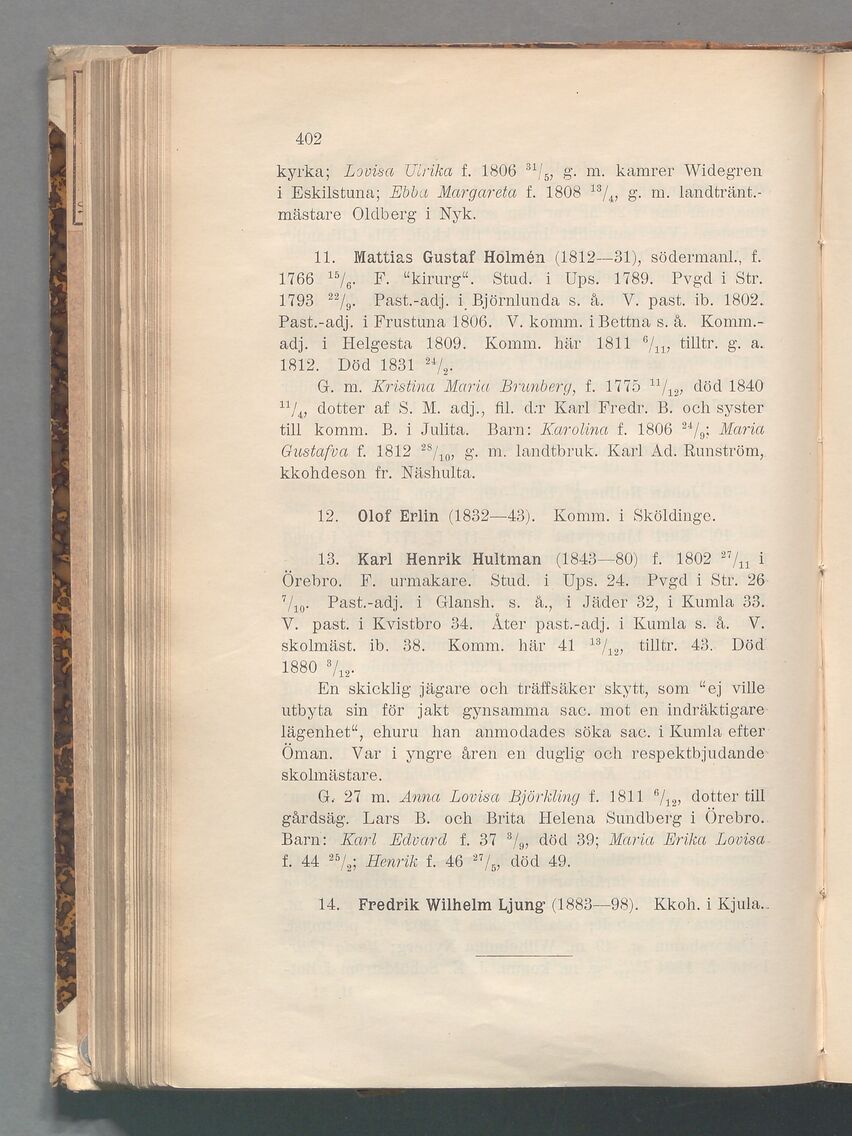 402
kyrka; Lovisa Ulrika f. 1806 ³¹/₅, g. m. kamrer Widegren
i Eskilstuna; Ebba Margareta f. 1808 ¹³/₄, g. m. landtränt.-
mästare Oldberg i Nyk.
11. Mattias Gustaf Holmén (1812—31), södermanl., f.
1766 ¹⁵/₆. F. “kirurg“. Stud. i Ups. 1789. Pvgd i Str.
1793 ²²/₉. Past.-adj. i Björnlunda s. å. V. past. ib. 1802.
Past.-adj. i Frustuna 1806. V. komm. i Bettna s. å. Komm.-
adj. i Helgesta 1809. Komm. här 1811 ⁶/₁₁, tilltr. g. a.
1812. Död 1831 ²⁴/₂.
G. m. Kristina Maria Brunberg, f. 1775 ¹¹/₁₂, död 1840
¹¹/₄, dotter af S. M. adj., fil. d:r Karl Fredr. B. och syster
till komm. B. i Julita. Barn: Karolina f. 1806 ²⁴/₉; Maria
Gustafva f. 1812 ²⁸/₁₀, g. m. landtbruk. Karl Ad. Runström,
kkohdeson fr. Näshulta.
12. Olof Erlin (1832—43). Komm. i Sköldinge.
13. Karl Henrik Hultman (1843—80) f. 1802 ²⁷/₁₁ i
Örebro. F. urmakare. Stud. i Ups. 24. Pvgd i Str. 26
⁷/₁₀. Past.-adj. i Glansh. s. å., i Jäder 32, i Kumla 33.
V. past. i Kvistbro 34. Åter past.-adj. i Kumla s. å. V.
skolmäst. ib. 38. Komm. här 41 ¹³/₁₂, tilltr. 43. Död
1880 ³/₁₂.
En skicklig jägare och träffsäker skytt, som “ej ville
utbyta sin för jakt gynsamma sac. mot en indräktigare
lägenhet“, ehuru han anmodades söka sac. i Kumla efter
Öman. Var i yngre åren en duglig och respektbjudande
skolmästare.
G. 27 m. Anna Lovisa Björkling f. 1811 ⁶/₁₂, dotter till
gårdsäg. Lars B. och Brita Helena Sundberg i Örebro.
Barn: Karl Edvard f. 37 ³/₉, död 39; Maria Erika Lovisa
f. 44 ²⁵/₂; Henrik f. 46 ²⁷/₅, död 49.
14. Fredrik Wilhelm Ljung (1883—98). Kkoh. i Kjula.